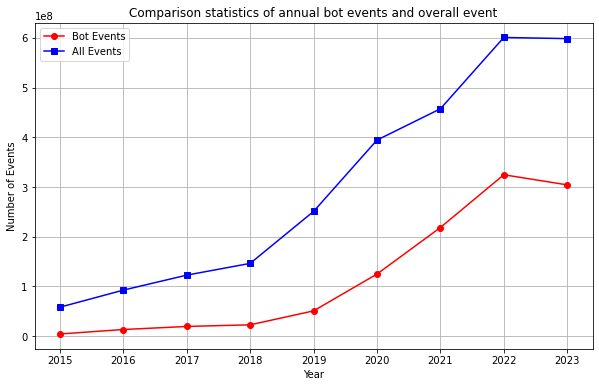 Comparison statistics of annual bot events and overall event
1e8
Bot Events
All Events
6
5
4
3
2
1
0
Number of Events
2015 2016 2017 2018 2019 2020 2021 2022 2023
Year